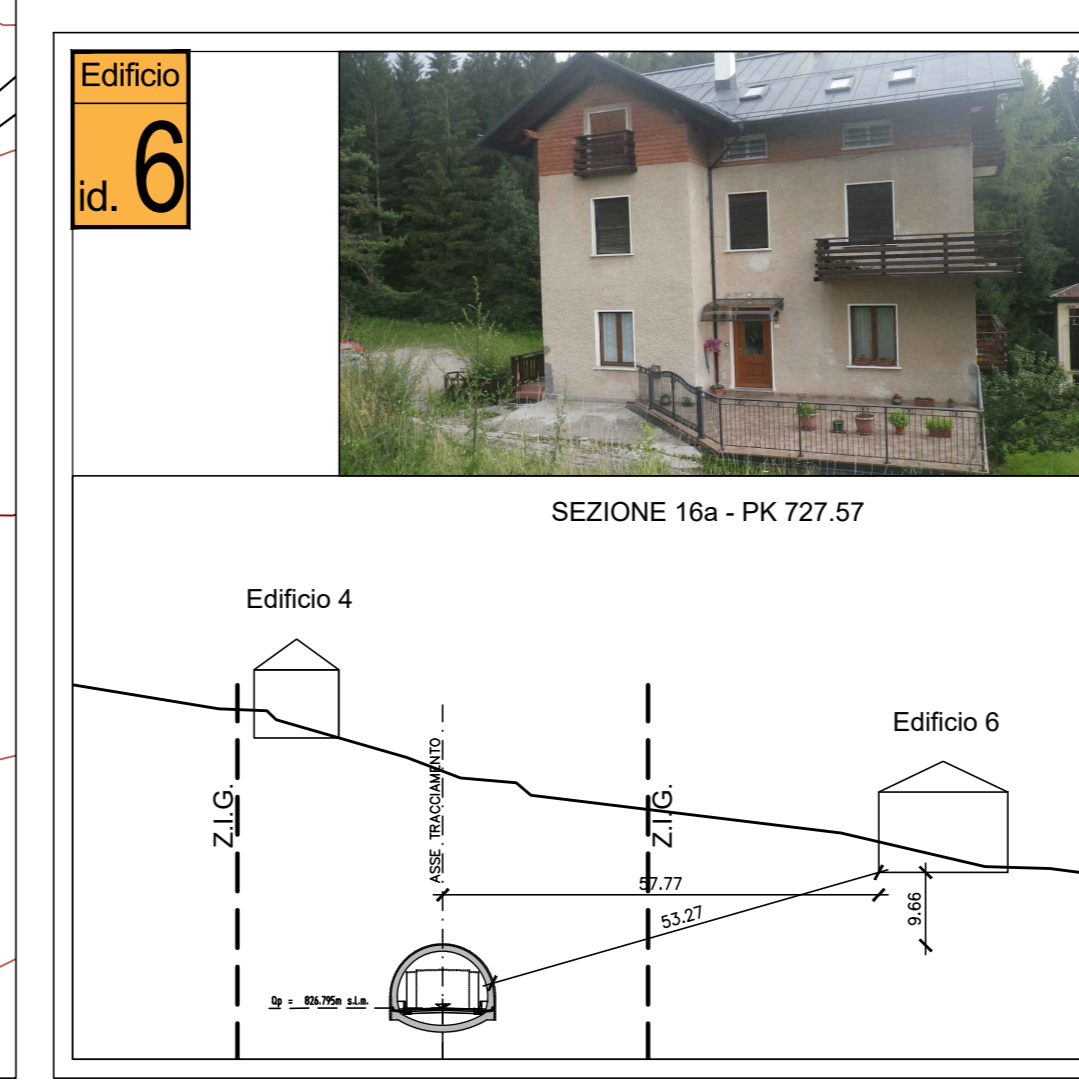 Edificio
id. 6
SEZIONE 16a - PK 727.57
Edificio 4
Edificio 6
Z.I.G.
ASSE TRACCIAMENTO
Z.I.G.
57.77
53.27
9.66
Qp = 826.795m s.l.m.